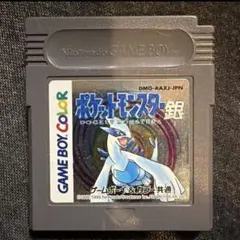 GAME BOY
DMG-AAXJ-JPN
GAME BOY COLOR
ポケットモンスター銀
POCKET MONSTERS
ゲームボーイ&カラー共通